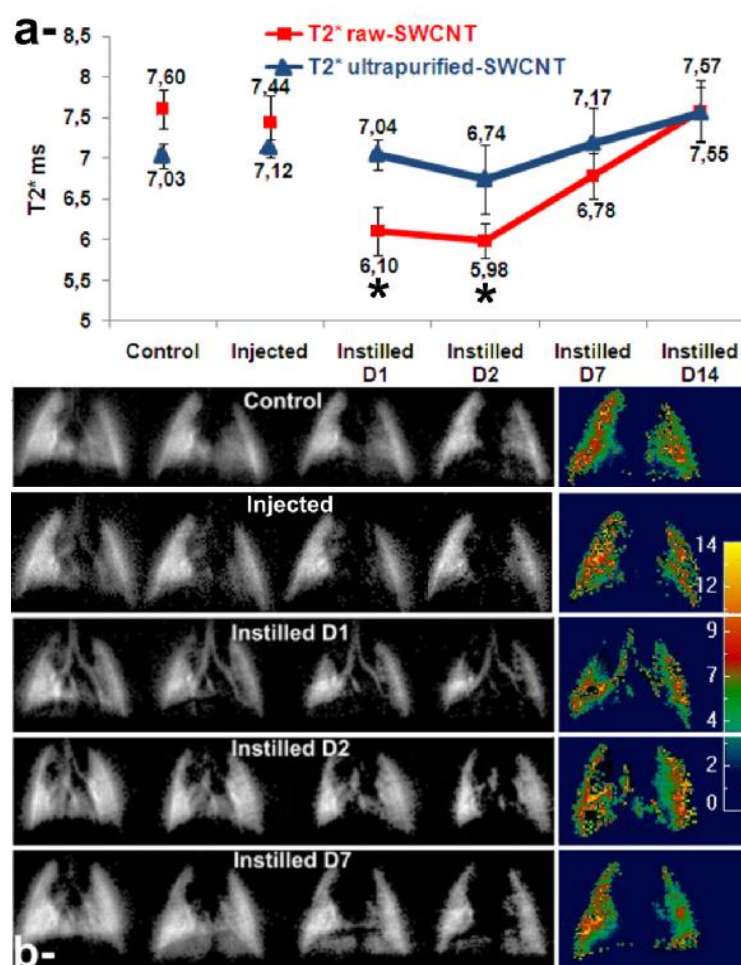 a-
T2* raw-SWCNT
T2* ultrapurified-SWCNT
T2* ms
8,5
8
7,5
7
6,5
6
5,5
5
7,60
7,44
7,57
7,03
7,12
7,04
6,74
7,17
7,55
6,10
5,98
6,78
* *
Control Injected Instilled D1 Instilled D2 Instilled D7 Instilled D14
Control
Injected
14
12
Instilled D1
9
7
4
Instilled D2
2
0
Instilled D7
b-